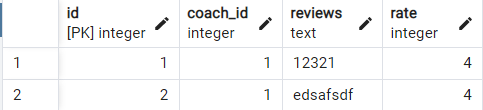 id coach_id reviews rate
[PK] integer integer text integer
1 1 1 12321 4
2 2 1 edsafsdf 4